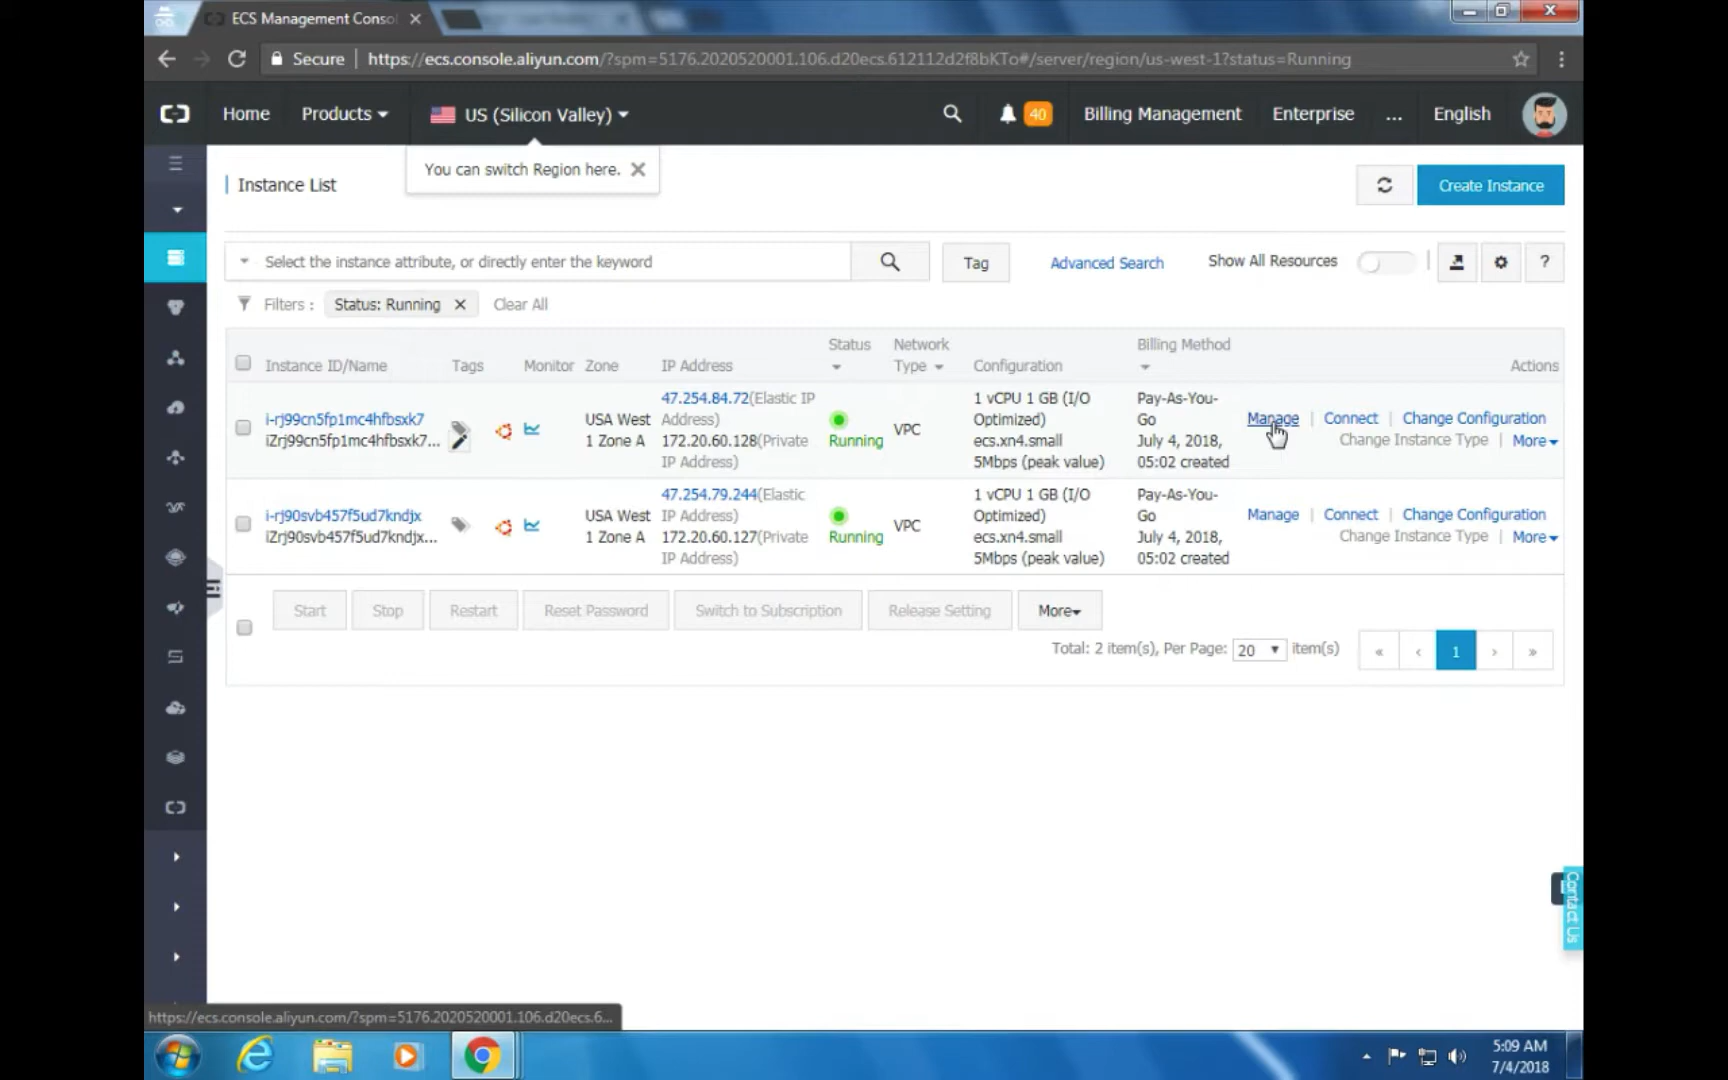 ECS Management Conso
Secure | https://ecs.console.aliyun.com/?spm=5176.2020520001.106.d20ecs.612112d2f8bKTo#/server/region/us-west-1?status=Running
Home Products US (Silicon Valley) 40 Billing Management Enterprise ... English
You can switch Region here.
Instance List
Create Instance
Select the instance attribute, or directly enter the keyword
Tag
Advanced Search
Show All Resources
?
Filters : Status: Running Clear All
Instance ID/Name Tags Monitor Zone IP Address Status Network Type Configuration Billing Method Actions
i-rj99cn5fp1mc4hfbsxk7
iZrj99cn5fp1mc4hfbsxk7...
USA West
1 Zone A
47.254.84.72(Elastic IP
Address)
172.20.60.128(Private
IP Address)
Running
VPC
1 vCPU 1 GB (I/O
Optimized)
ecs.xn4.small
5Mbps (peak value)
Pay-As-You-
Go
July 4, 2018,
05:02 created
Manage | Connect | Change Configuration
Change Instance Type | More
i-rj90svb457f5ud7kndjx
iZrj90svb457f5ud7kndjx...
USA West
1 Zone A
47.254.79.244(Elastic
IP Address)
172.20.60.127(Private
IP Address)
Running
VPC
1 vCPU 1 GB (I/O
Optimized)
ecs.xn4.small
5Mbps (peak value)
Pay-As-You-
Go
July 4, 2018,
05:02 created
Manage | Connect | Change Configuration
Change Instance Type | More
Start Stop Restart Reset Password Switch to Subscription Release Setting More
Total: 2 item(s), Per Page: 20 item(s) « ‹ 1 › »
Contact Us
https://ecs.console.aliyun.com/?spm=5176.2020520001.106.d20ecs.6...
5:09 AM
7/4/2018